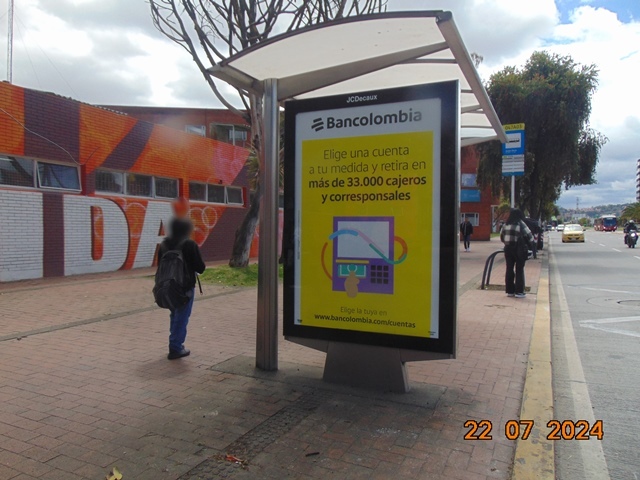 JCDecaux
Bancolombia
Elige una cuenta
a tu medida y retira en
más de 33.000 cajeros
y corresponsales
Elige la tuya en
www.bancolombia.com/cuentas
DA
22 07 2024